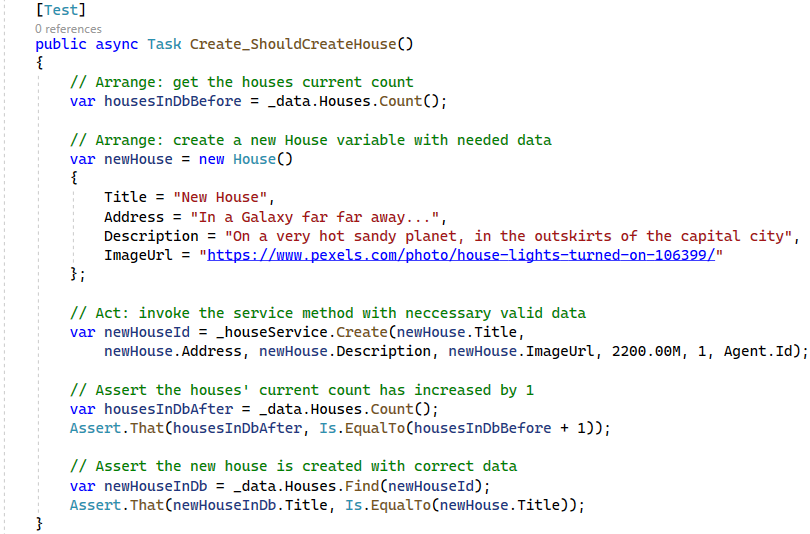 [Test]
0 references
public async Task Create_ShouldCreateHouse()
{
// Arrange: get the houses current count
var housesInDbBefore = _data.Houses.Count();
// Arrange: create a new House variable with needed data
var newHouse = new House()
{
Title = "New House",
Address = "In a Galaxy far far away...",
Description = "On a very hot sandy planet, in the outskirts of the capital city",
ImageUrl = "https://www.pexels.com/photo/house-lights-turned-on-106399/"
};
// Act: invoke the service method with neccessary valid data
var newHouseId = _houseService.Create(newHouse.Title,
newHouse.Address, newHouse.Description, newHouse.ImageUrl, 2200.00M, 1, Agent.Id);
// Assert the houses' current count has increased by 1
var housesInDbAfter = _data.Houses.Count();
Assert.That(housesInDbAfter, Is.EqualTo(housesInDbBefore + 1));
// Assert the new house is created with correct data
var newHouseInDb = _data.Houses.Find(newHouseId);
Assert.That(newHouseInDb.Title, Is.EqualTo(newHouse.Title));
}